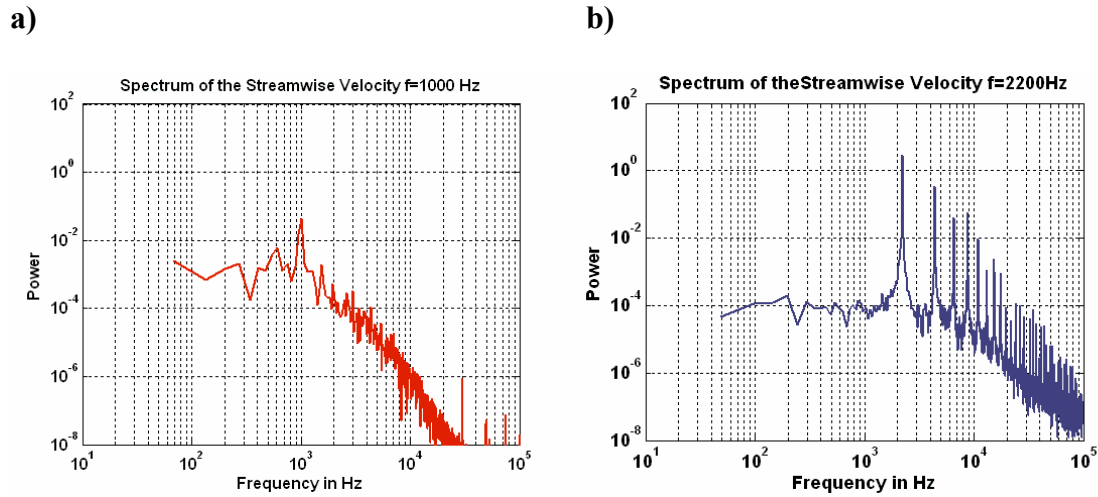 a)
b)
Spectrum of the Streamwise Velocity f=1000 Hz
10^2
10^0
10^-2
10^-4
10^-6
10^-8
Power
10^1 10^2 10^3 10^4 10^5
Frequency in Hz
Spectrum of theStreamwise Velocity f=2200Hz
10^2
10^0
10^-2
10^-4
10^-6
10^-8
Power
10^1 10^2 10^3 10^4 10^5
Frequency in Hz